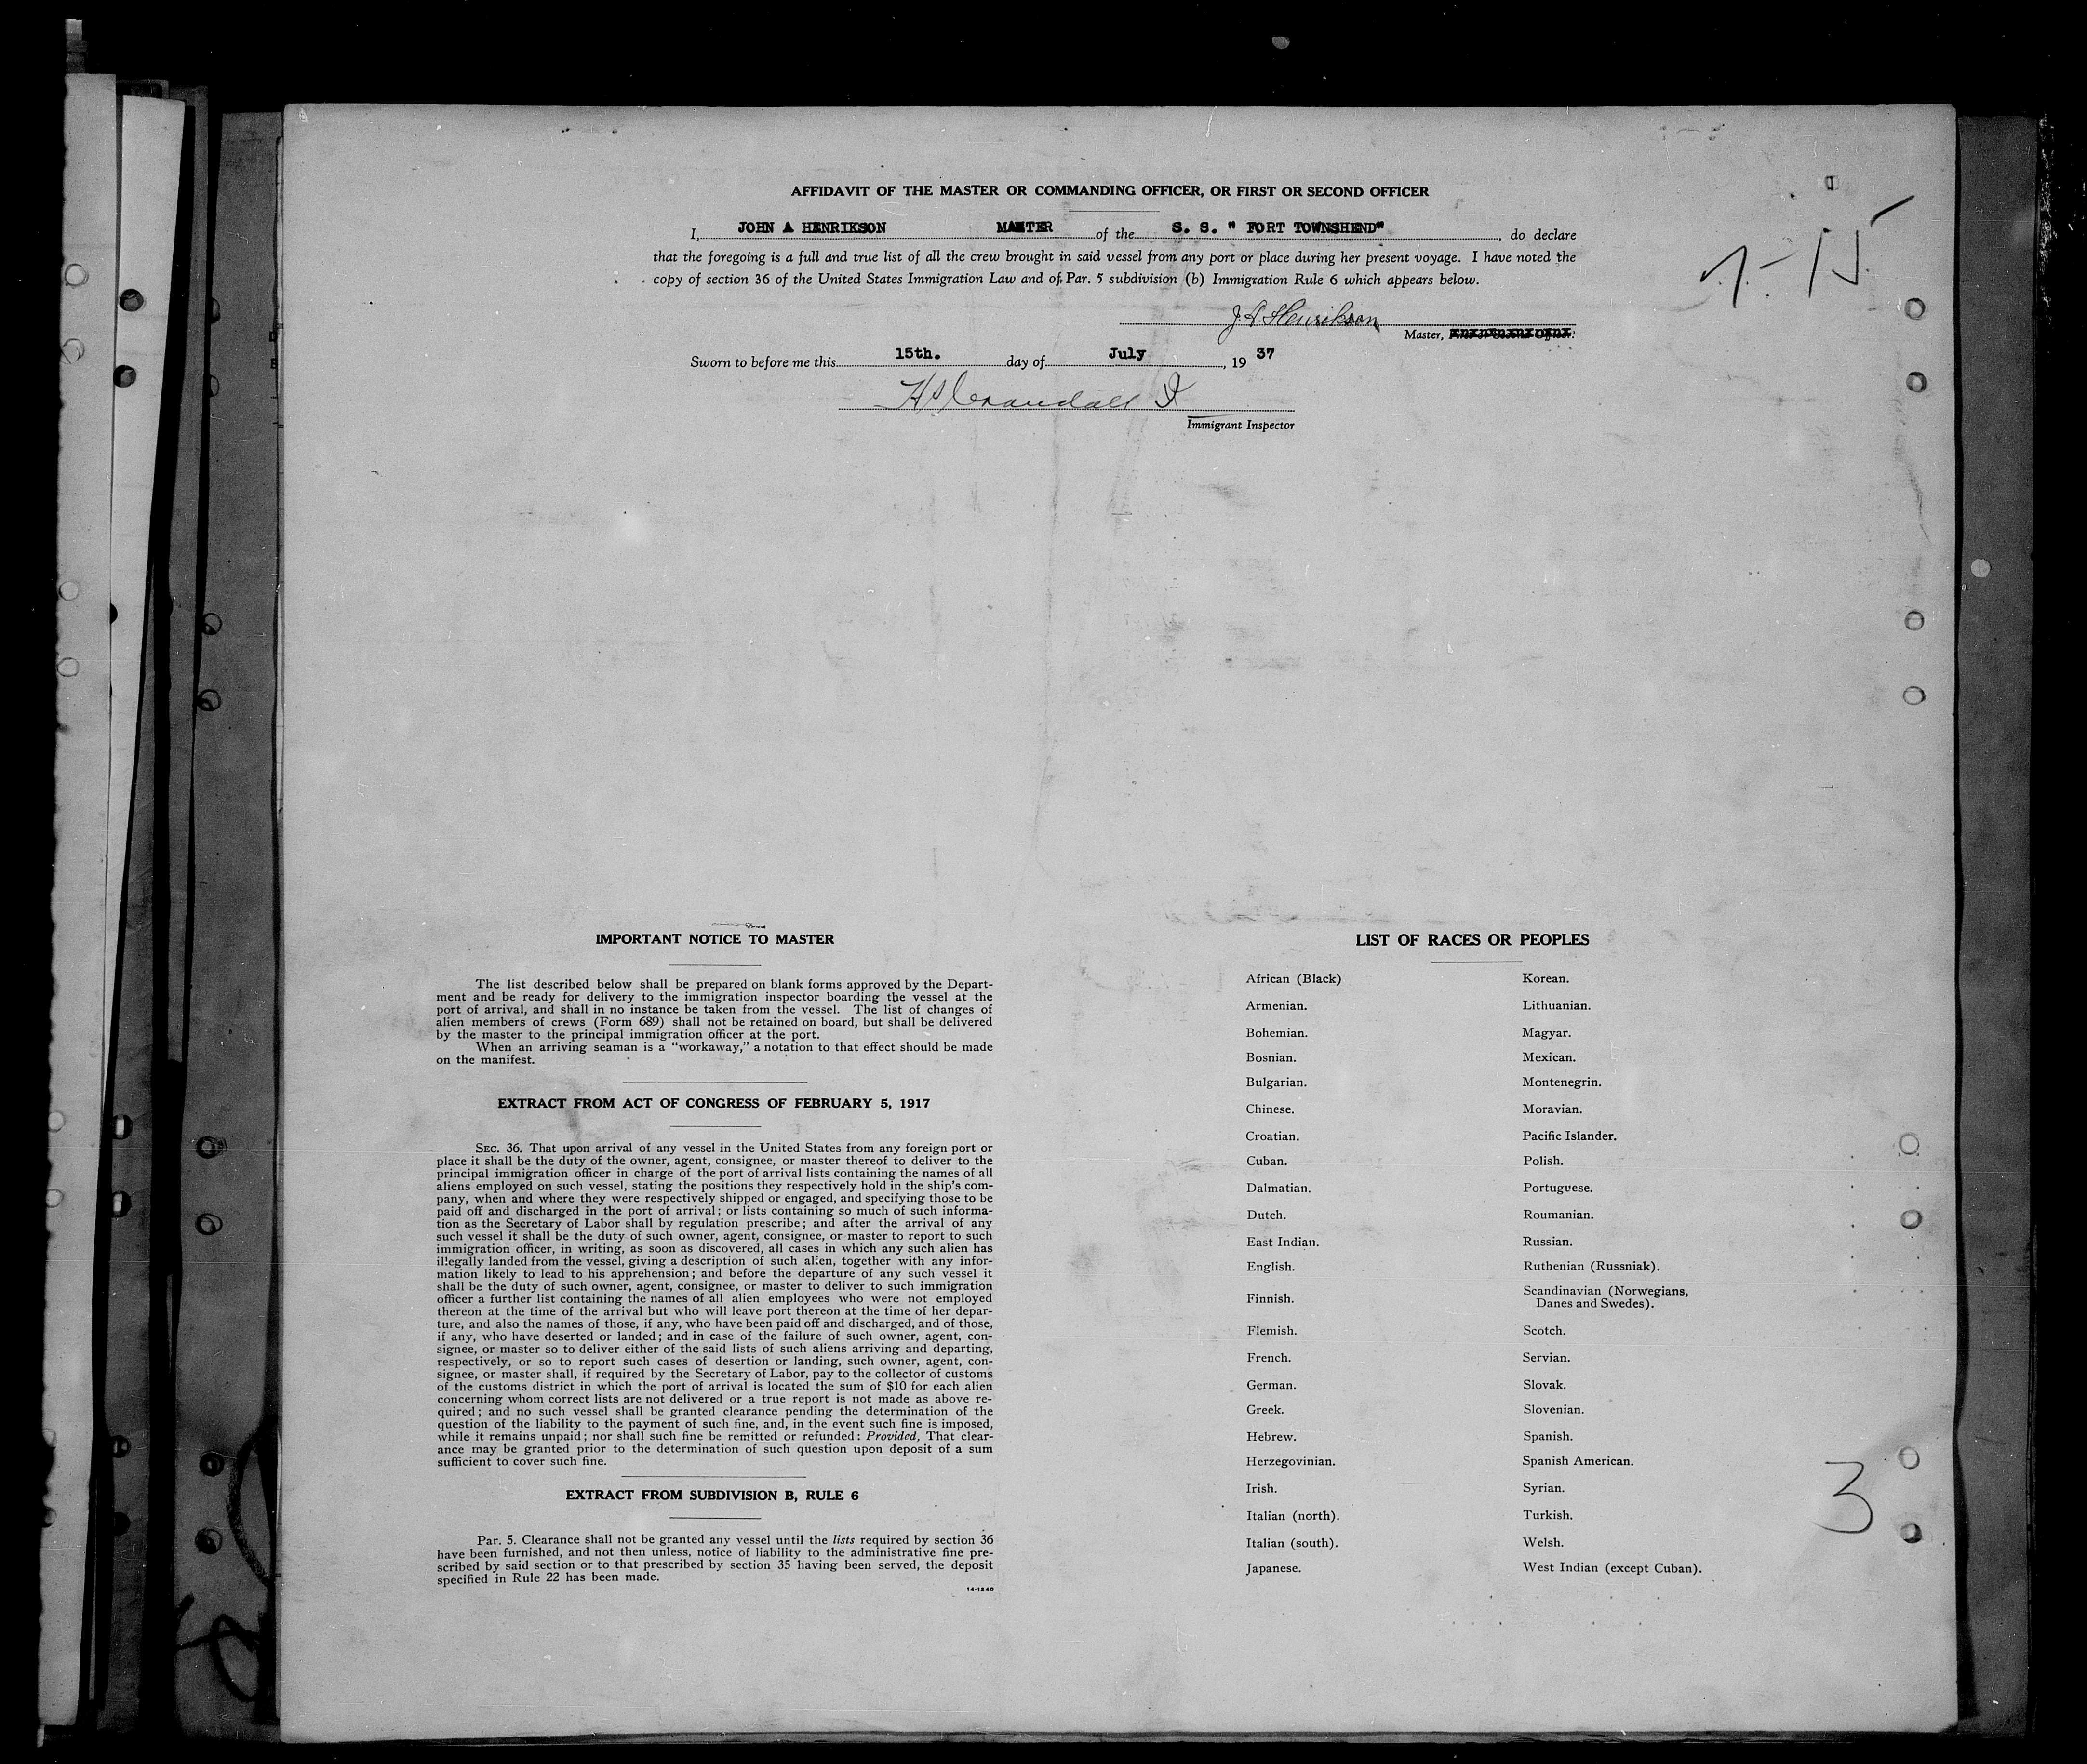 AFFIDAVIT OF THE MASTER OR COMMANDING OFFICER, OR FIRST OR SECOND OFFICER
I, JOHN A HENRIKSON MASTER of the S. S. " FORT TOWNSHEND" , do declare
that the foregoing is a full and true list of all the crew brought in said vessel from any port or place during her present voyage. I have noted the
copy of section 36 of the United States Immigration Law and of Par. 5 subdivision (b) Immigration Rule 6 which appears below.
7-15
J. A. Henrikson
Master,
Sworn to before me this 15th. day of July , 19 37
Crandall
Immigrant Inspector
IMPORTANT NOTICE TO MASTER
The list described below shall be prepared on blank forms approved by the Depart-
ment and be ready for delivery to the immigration inspector boarding the vessel at the
port of arrival, and shall in no instance be taken from the vessel. The list of changes of
alien members of crews (Form 689) shall not be retained on board, but shall be delivered
by the master to the principal immigration officer at the port.
When an arriving seaman is a "workaway," a notation to that effect should be made
on the manifest.
EXTRACT FROM ACT OF CONGRESS OF FEBRUARY 5, 1917
SEC. 36. That upon arrival of any vessel in the United States from any foreign port or
place it shall be the duty of the owner, agent, consignee, or master thereof to deliver to the
principal immigration officer in charge of the port of arrival lists containing the names of all
aliens employed on such vessel, stating the positions they respectively hold in the ship's com-
pany, when and where they were respectively shipped or engaged, and specifying those to be
paid off and discharged in the port of arrival; or lists containing so much of such informa-
tion as the Secretary of Labor shall by regulation prescribe; and after the arrival of any
such vessel it shall be the duty of such owner, agent, consignee, or master to report to such
immigration officer, in writing, as soon as discovered, all cases in which any such alien has
illegally landed from the vessel, giving a description of such alien, together with any infor-
mation likely to lead to his apprehension; and before the departure of any such vessel it
shall be the duty of such owner, agent, consignee, or master to deliver to such immigration
officer a further list containing the names of all alien employees who were not employed
thereon at the time of the arrival but who will leave port thereon at the time of her depar-
ture, and also the names of those, if any, who have been paid off and discharged, and of those,
if any, who have deserted or landed; and in case of the failure of such owner, agent, con-
signee, or master so to deliver either of the said lists of such aliens arriving and departing,
respectively, or so to report such cases of desertion or landing, such owner, agent, con-
signee, or master shall, if required by the Secretary of Labor, pay to the collector of customs
of the customs district in which the port of arrival is located the sum of $10 for each alien
concerning whom correct lists are not delivered or a true report is not made as above re-
quired; and no such vessel shall be granted clearance pending the determination of the
question of the liability to the payment of such fine, and, in the event such fine is imposed,
while it remains unpaid; nor shall such fine be remitted or refunded: Provided, That clear-
ance may be granted prior to the determination of such question upon deposit of a sum
sufficient to cover such fine.
EXTRACT FROM SUBDIVISION B, RULE 6
Par. 5. Clearance shall not be granted any vessel until the lists required by section 36
have been furnished, and not then unless, notice of liability to the administrative fine pre-
scribed by said section or to that prescribed by section 35 having been served, the deposit
specified in Rule 22 has been made.
14-1240
LIST OF RACES OR PEOPLES
African (Black)
Armenian.
Bohemian.
Bosnian.
Bulgarian.
Chinese.
Croatian.
Cuban.
Dalmatian.
Dutch.
East Indian.
English.
Finnish.
Flemish.
French.
German.
Greek.
Hebrew.
Herzegovinian.
Irish.
Italian (north).
Italian (south).
Japanese.
Korean.
Lithuanian.
Magyar.
Mexican.
Montenegrin.
Moravian.
Pacific Islander.
Polish.
Portuguese.
Roumanian.
Russian.
Ruthenian (Russniak).
Scandinavian (Norwegians,
Danes and Swedes).
Scotch.
Servian.
Slovak.
Slovenian.
Spanish.
Spanish American.
Syrian.
Turkish.
Welsh.
West Indian (except Cuban).
3